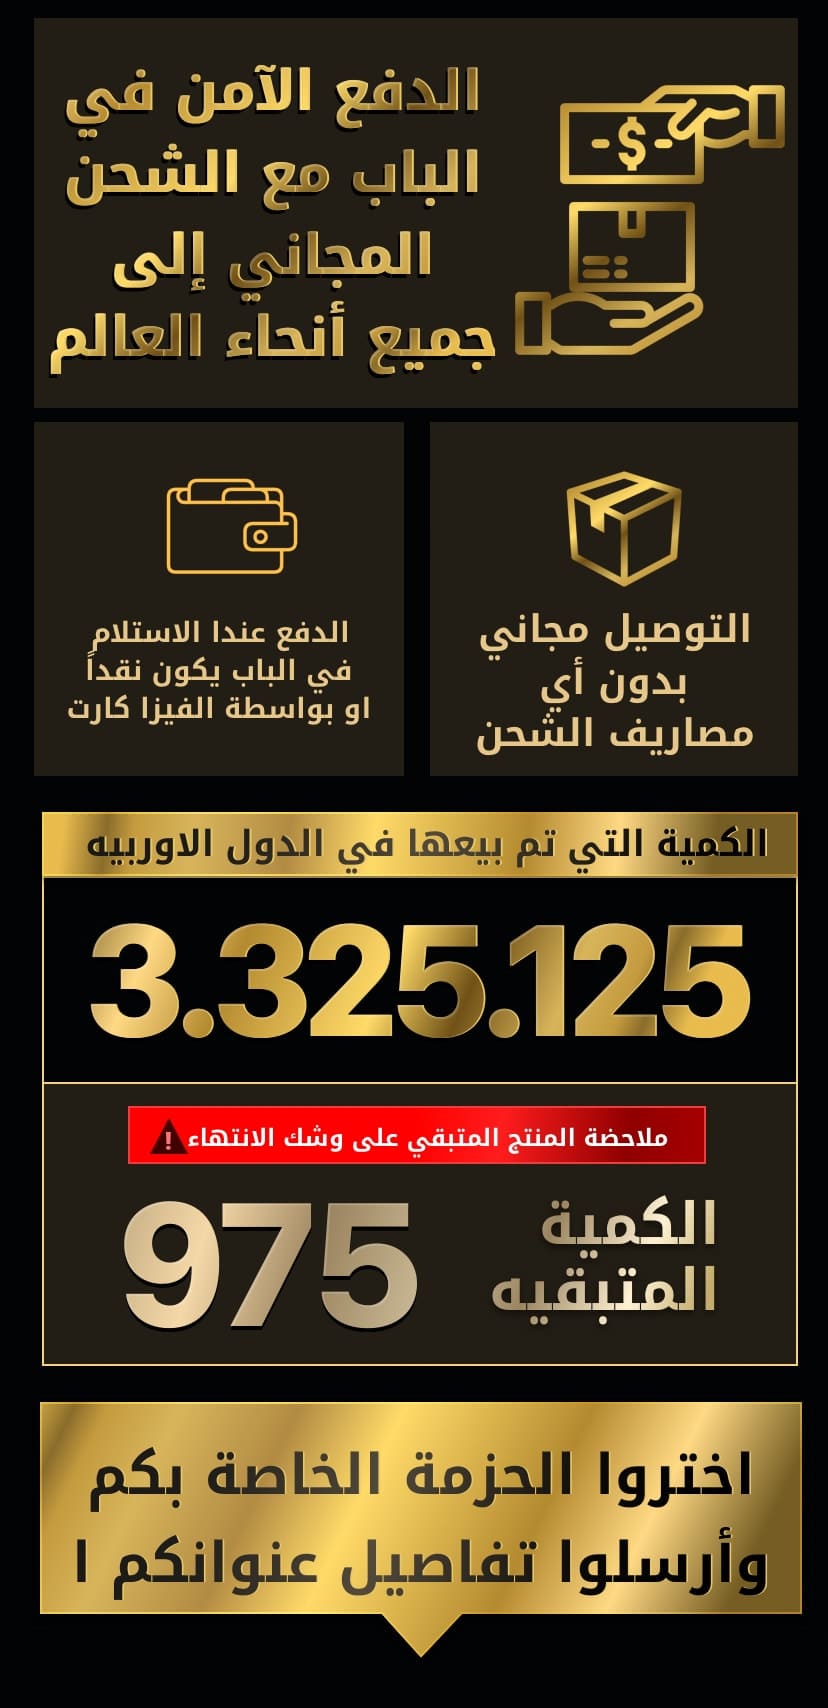 الدفع الآمن في
الباب مع الشحن
المجاني إلى
جميع أنحاء العالم
-$-
التوصيل مجاني
بدون أي
مصاريف الشحن
الدفع عندا الاستلام
في الباب يكون نقداً
او بواسطة الفيزا كارت
الكمية التي تم بيعها في الدول الاوربيه
3.325.125
ملاحضة المنتج المتبقي على وشك الانتهاء
الكمية
المتبقيه
975
اختروا الحزمة الخاصة بكم
وأرسلوا تفاصيل عنوانكم ا